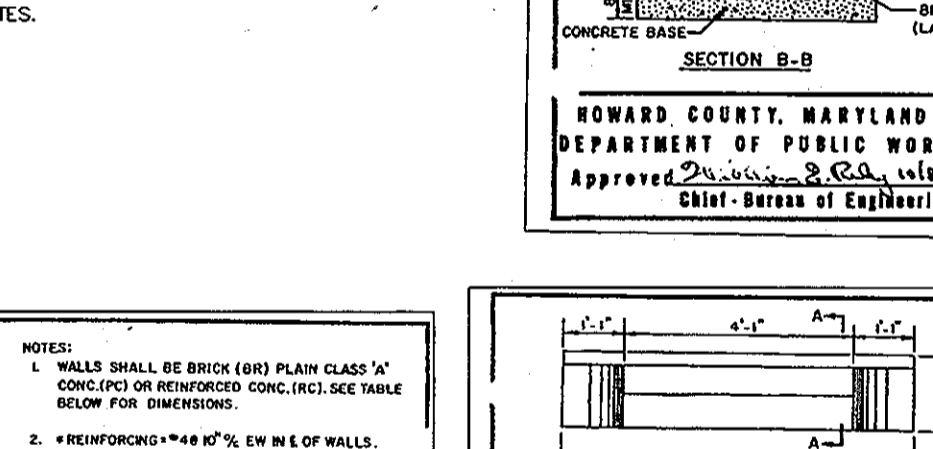 TES.
CONCRETE BASE
SECTION B-B
HOWARD COUNTY, MARYLAND
DEPARTMENT OF PUBLIC WOR
Approved
Chief - Bureau of Engineeri
NOTES:
1. WALLS SHALL BE BRICK (BR) PLAIN CLASS 'A'
CONC.(PC) OR REINFORCED CONC.(RC). SEE TABLE
BELOW FOR DIMENSIONS.
2. *REINFORCING = #4@ 10" % EW IN ℄ OF WALLS.
1'-1" 4'-1" A 1'-1"
A